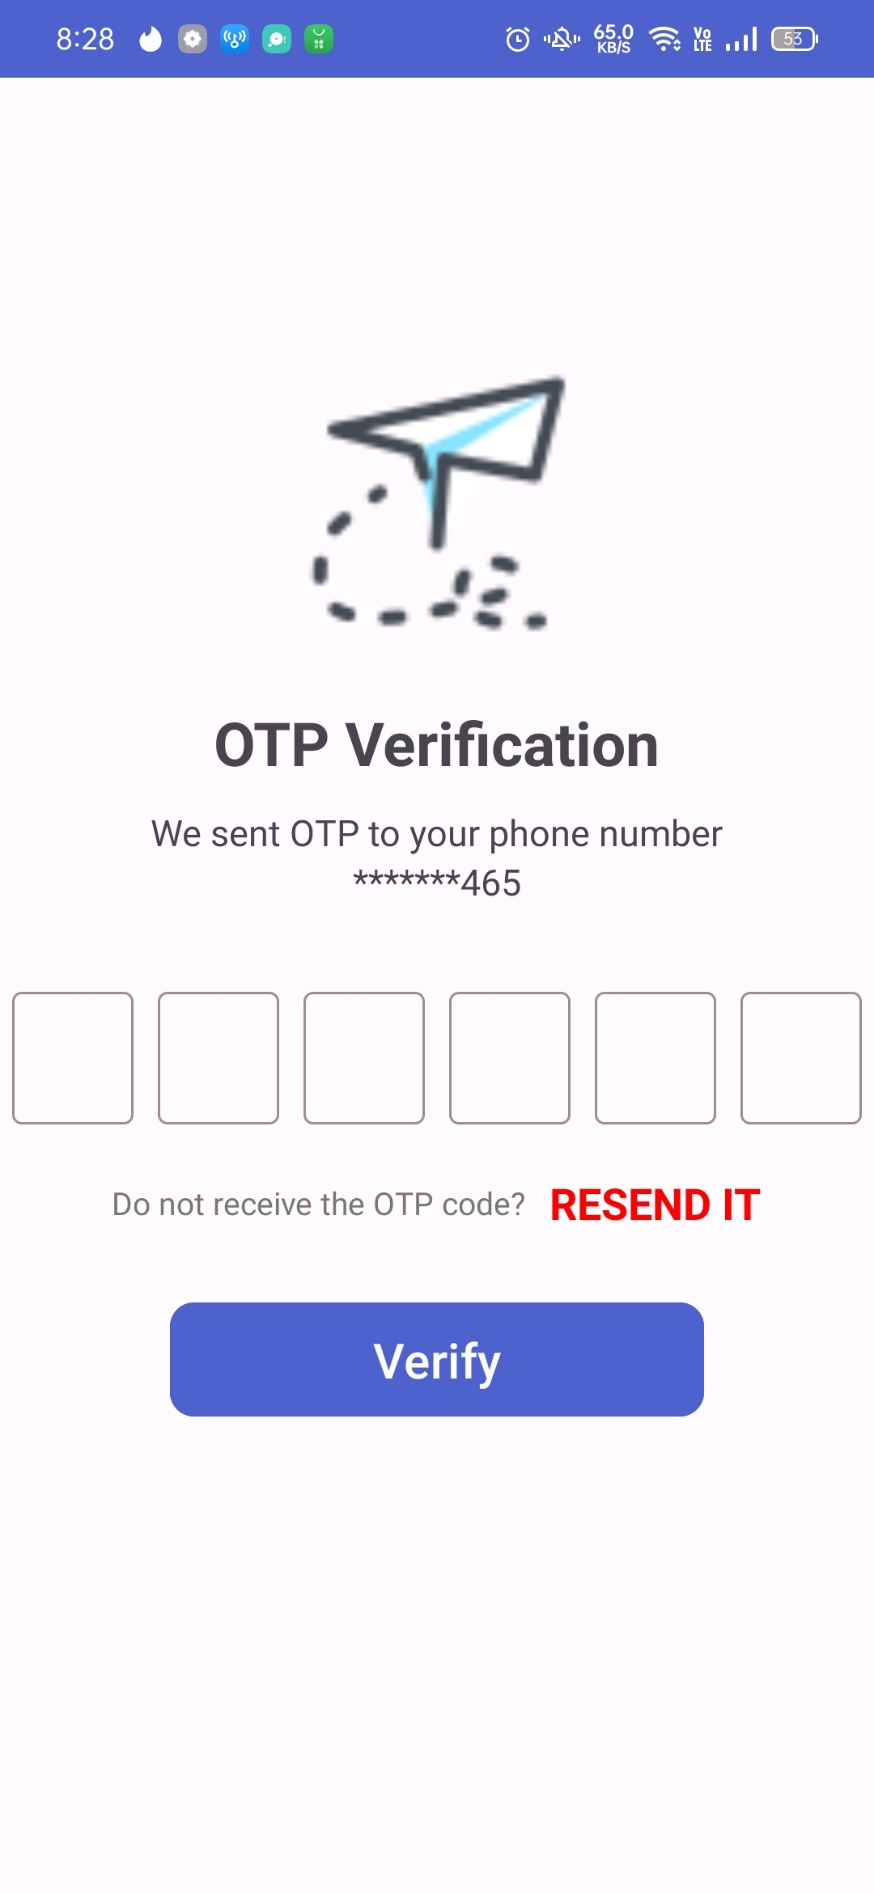 8:28 65.0 KB/S Vo LTE 53
OTP Verification
We sent OTP to your phone number
*******465
Do not receive the OTP code? RESEND IT
Verify